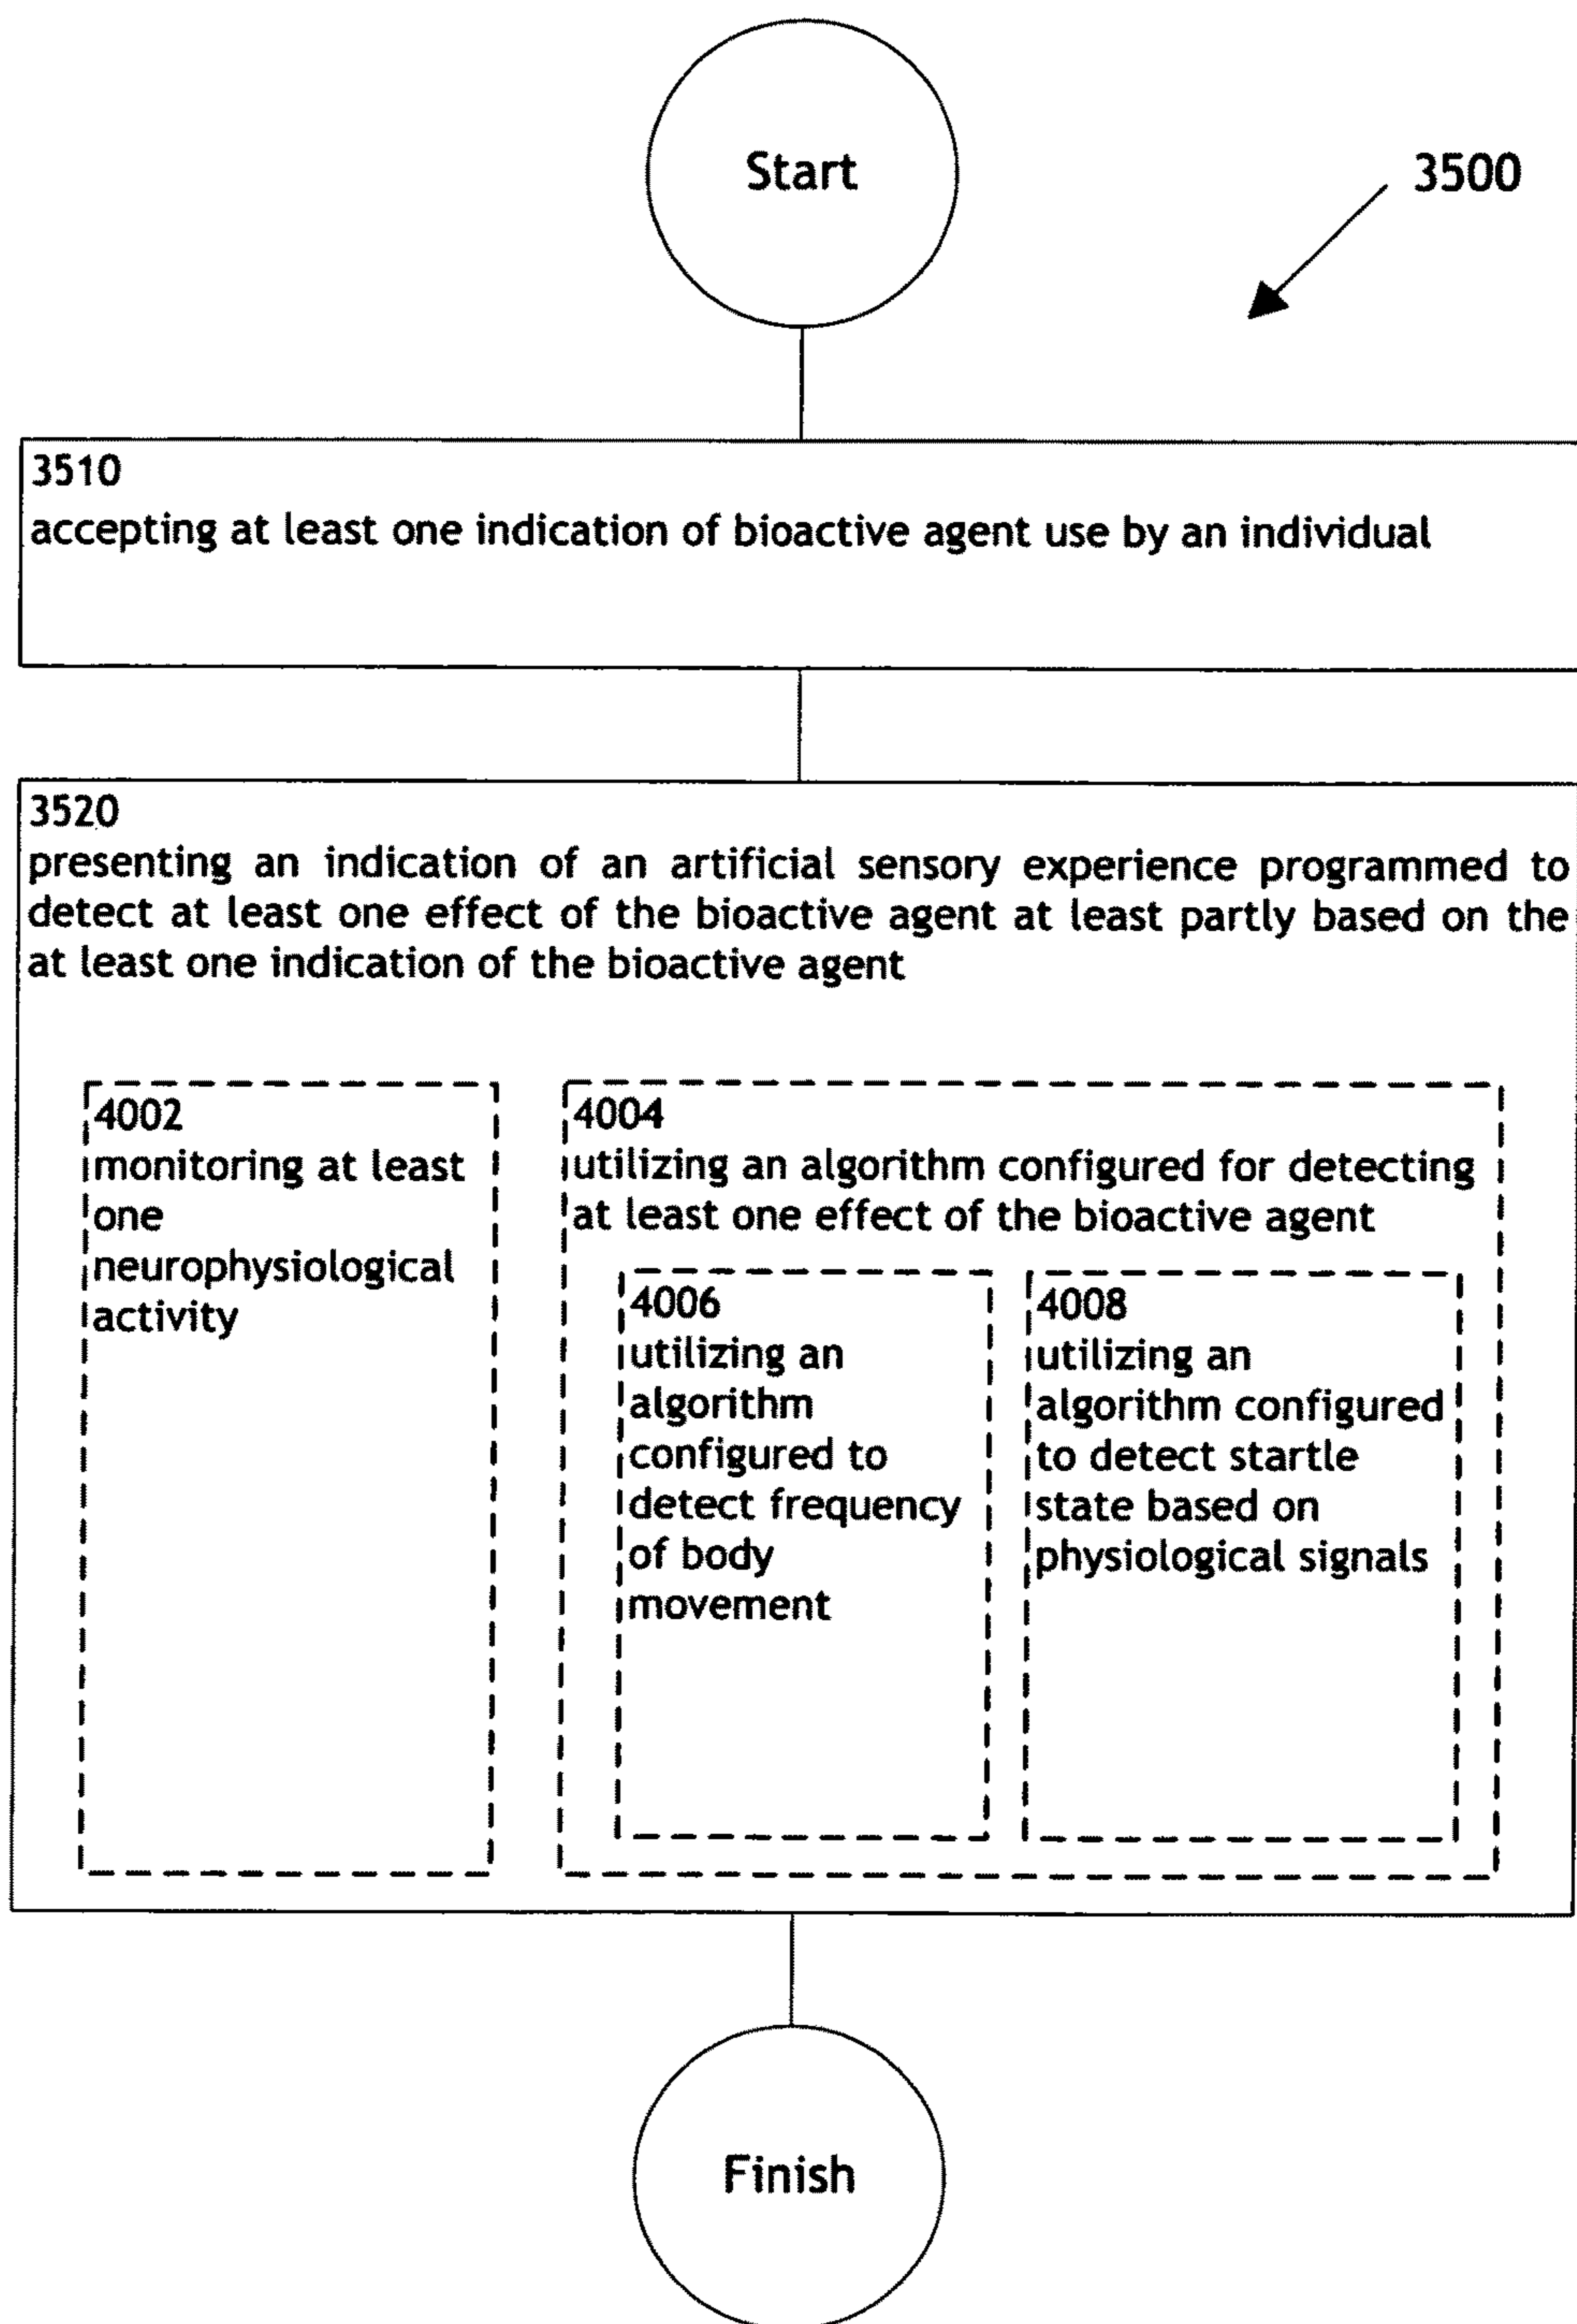 Start
3500
3510
accepting at least one indication of bioactive agent use by an individual
3520
presenting an indication of an artificial sensory experience programmed to
detect at least one effect of the bioactive agent at least partly based on the
at least one indication of the bioactive agent
4002
monitoring at least
one
neurophysiological
activity
4004
utilizing an algorithm configured for detecting
at least one effect of the bioactive agent
4006
utilizing an
algorithm
configured to
detect frequency
of body
movement
4008
utilizing an
algorithm configured
to detect startle
state based on
physiological signals
Finish